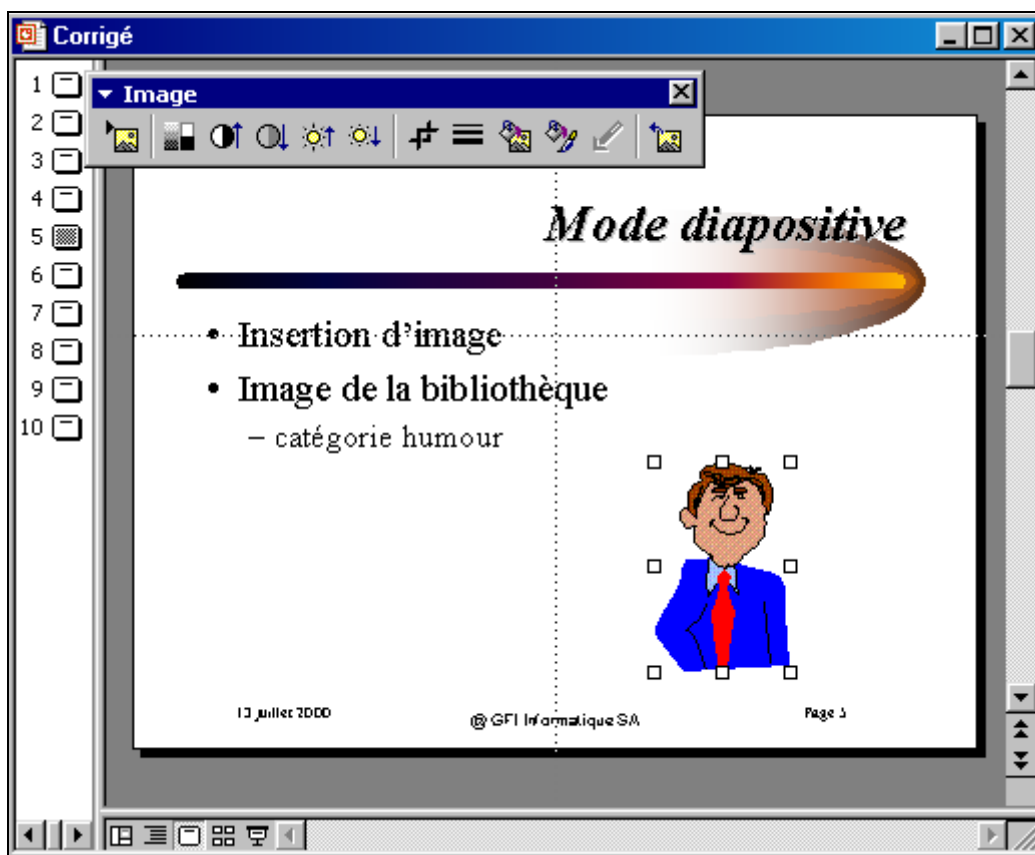 Corrigé
Image
1
2
3
4
5
6
7
8
9
10
Mode diapositive
• Insertion d'image
• Image de la bibliothèque
– catégorie humour
13 juillet 2000
@ GFI Informatique SA
Page 5